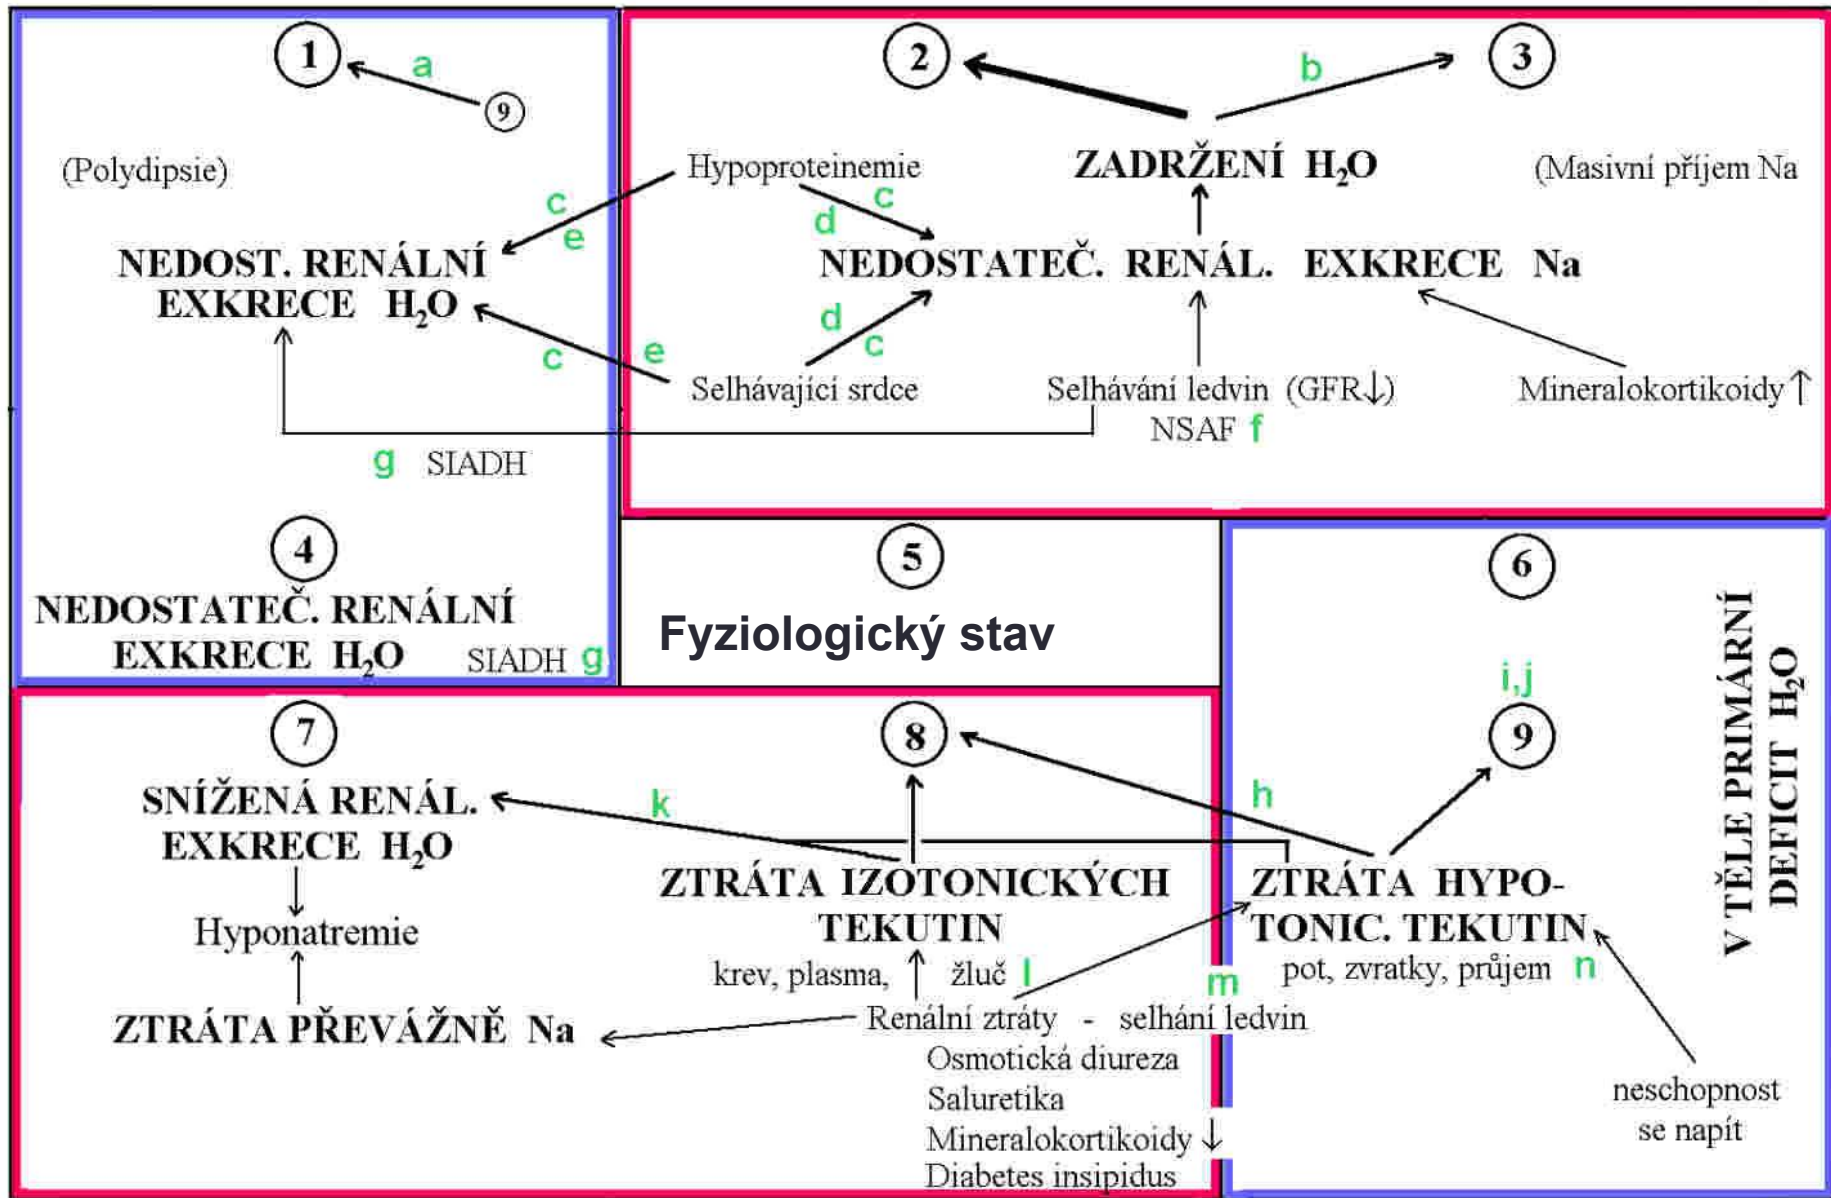 1
a
9
(Polydipsie)
NEDOST. RENÁLNÍ
EXKRECE H₂O
c
e
c
e
g SIADH
2
b
3
Hypoproteinemie
ZADRŽENÍ H₂O
(Masivní příjem Na
c
d
NEDOSTATEČ. RENÁL. EXKRECE Na
d
c
Selhávající srdce
Selhávání ledvin (GFR↓)
Mineralokortikoidy ↑
NSAF f
4
NEDOSTATEČ. RENÁLNÍ
EXKRECE H₂O SIADH g
5
Fyziologický stav
6
i,j
9
V TĚLE PRIMÁRNÍ
DEFICIT H₂O
7
8
SNÍŽENÁ RENÁL.
EXKRECE H₂O
k
h
Hyponatremie
ZTRÁTA PŘEVÁŽNĚ Na
ZTRÁTA IZOTONICKÝCH
TEKUTIN
krev, plasma, žluč l
m
Renální ztráty - selhání ledvin
Osmotická diureza
Saluretika
Mineralokortikoidy ↓
Diabetes insipidus
ZTRÁTA HYPO-
TONIC. TEKUTIN
pot, zvratky, průjem n
neschopnost
se napít